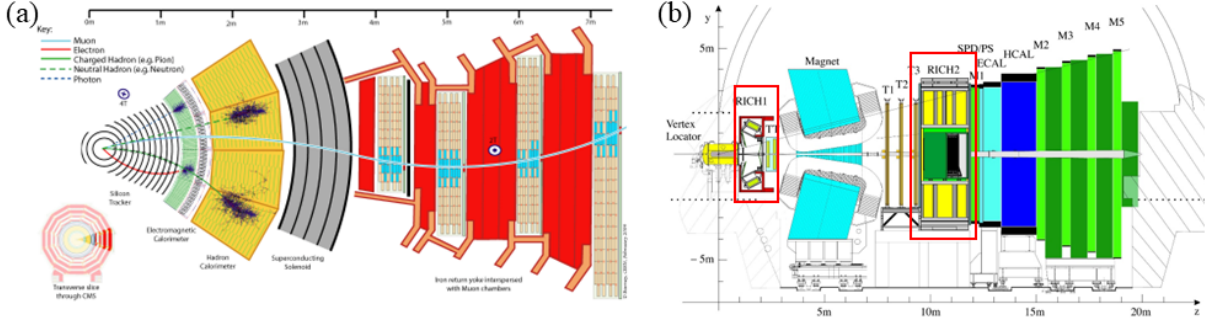 (a)
0m 1m 2m 3m 4m 5m 6m 7m
Key:
Muon
Electron
Charged Hadron (e.g. Pion)
Neutral Hadron (e.g. Neutron)
Photon
4T
2T
Silicon
Tracker
Electromagnetic
Calorimeter
Hadron
Calorimeter
Superconducting
Solenoid
Iron return yoke interspersed
with Muon chambers
Transverse slice
through CMS
(b)
y
5m
Magnet
SPD/PS
ECAL
HCAL
M1
M2
M3
M4
M5
RICH1
RICH2
T1
T2
T3
TT
Vertex
Locator
– 5m
5m 10m 15m 20m z